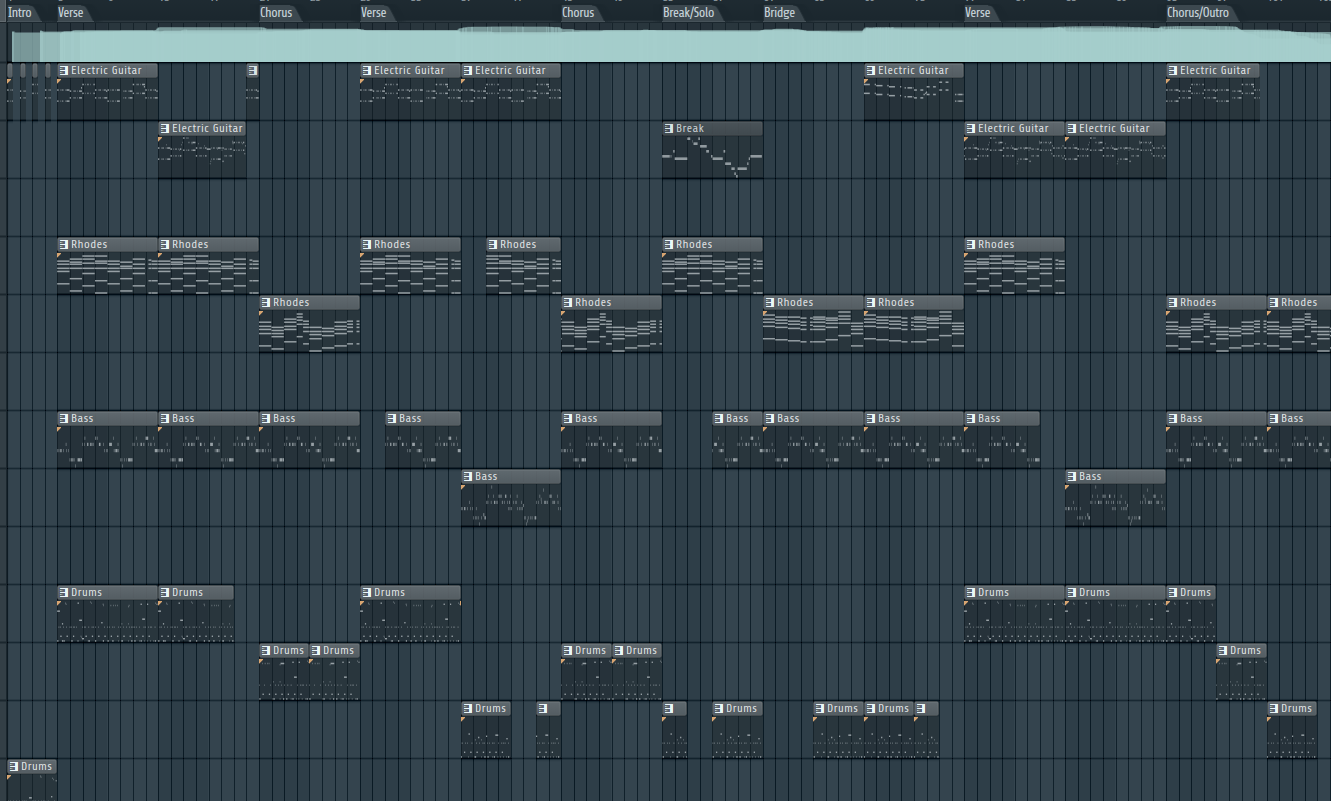 Intro Verse Chorus Verse Chorus Break/Solo Bridge Verse Chorus/Outro
Electric Guitar Electric Guitar Electric Guitar Electric Guitar Electric Guitar
Electric Guitar Break Electric Guitar Electric Guitar
Rhodes Rhodes Rhodes Rhodes Rhodes Rhodes
Rhodes Rhodes Rhodes Rhodes Rhodes Rhodes
Bass Bass Bass Bass Bass Bass Bass Bass Bass Bass Bass
Bass Bass
Drums Drums Drums Drums Drums Drums
Drums Drums Drums Drums Drums
Drums Drums Drums Drums Drums
Drums